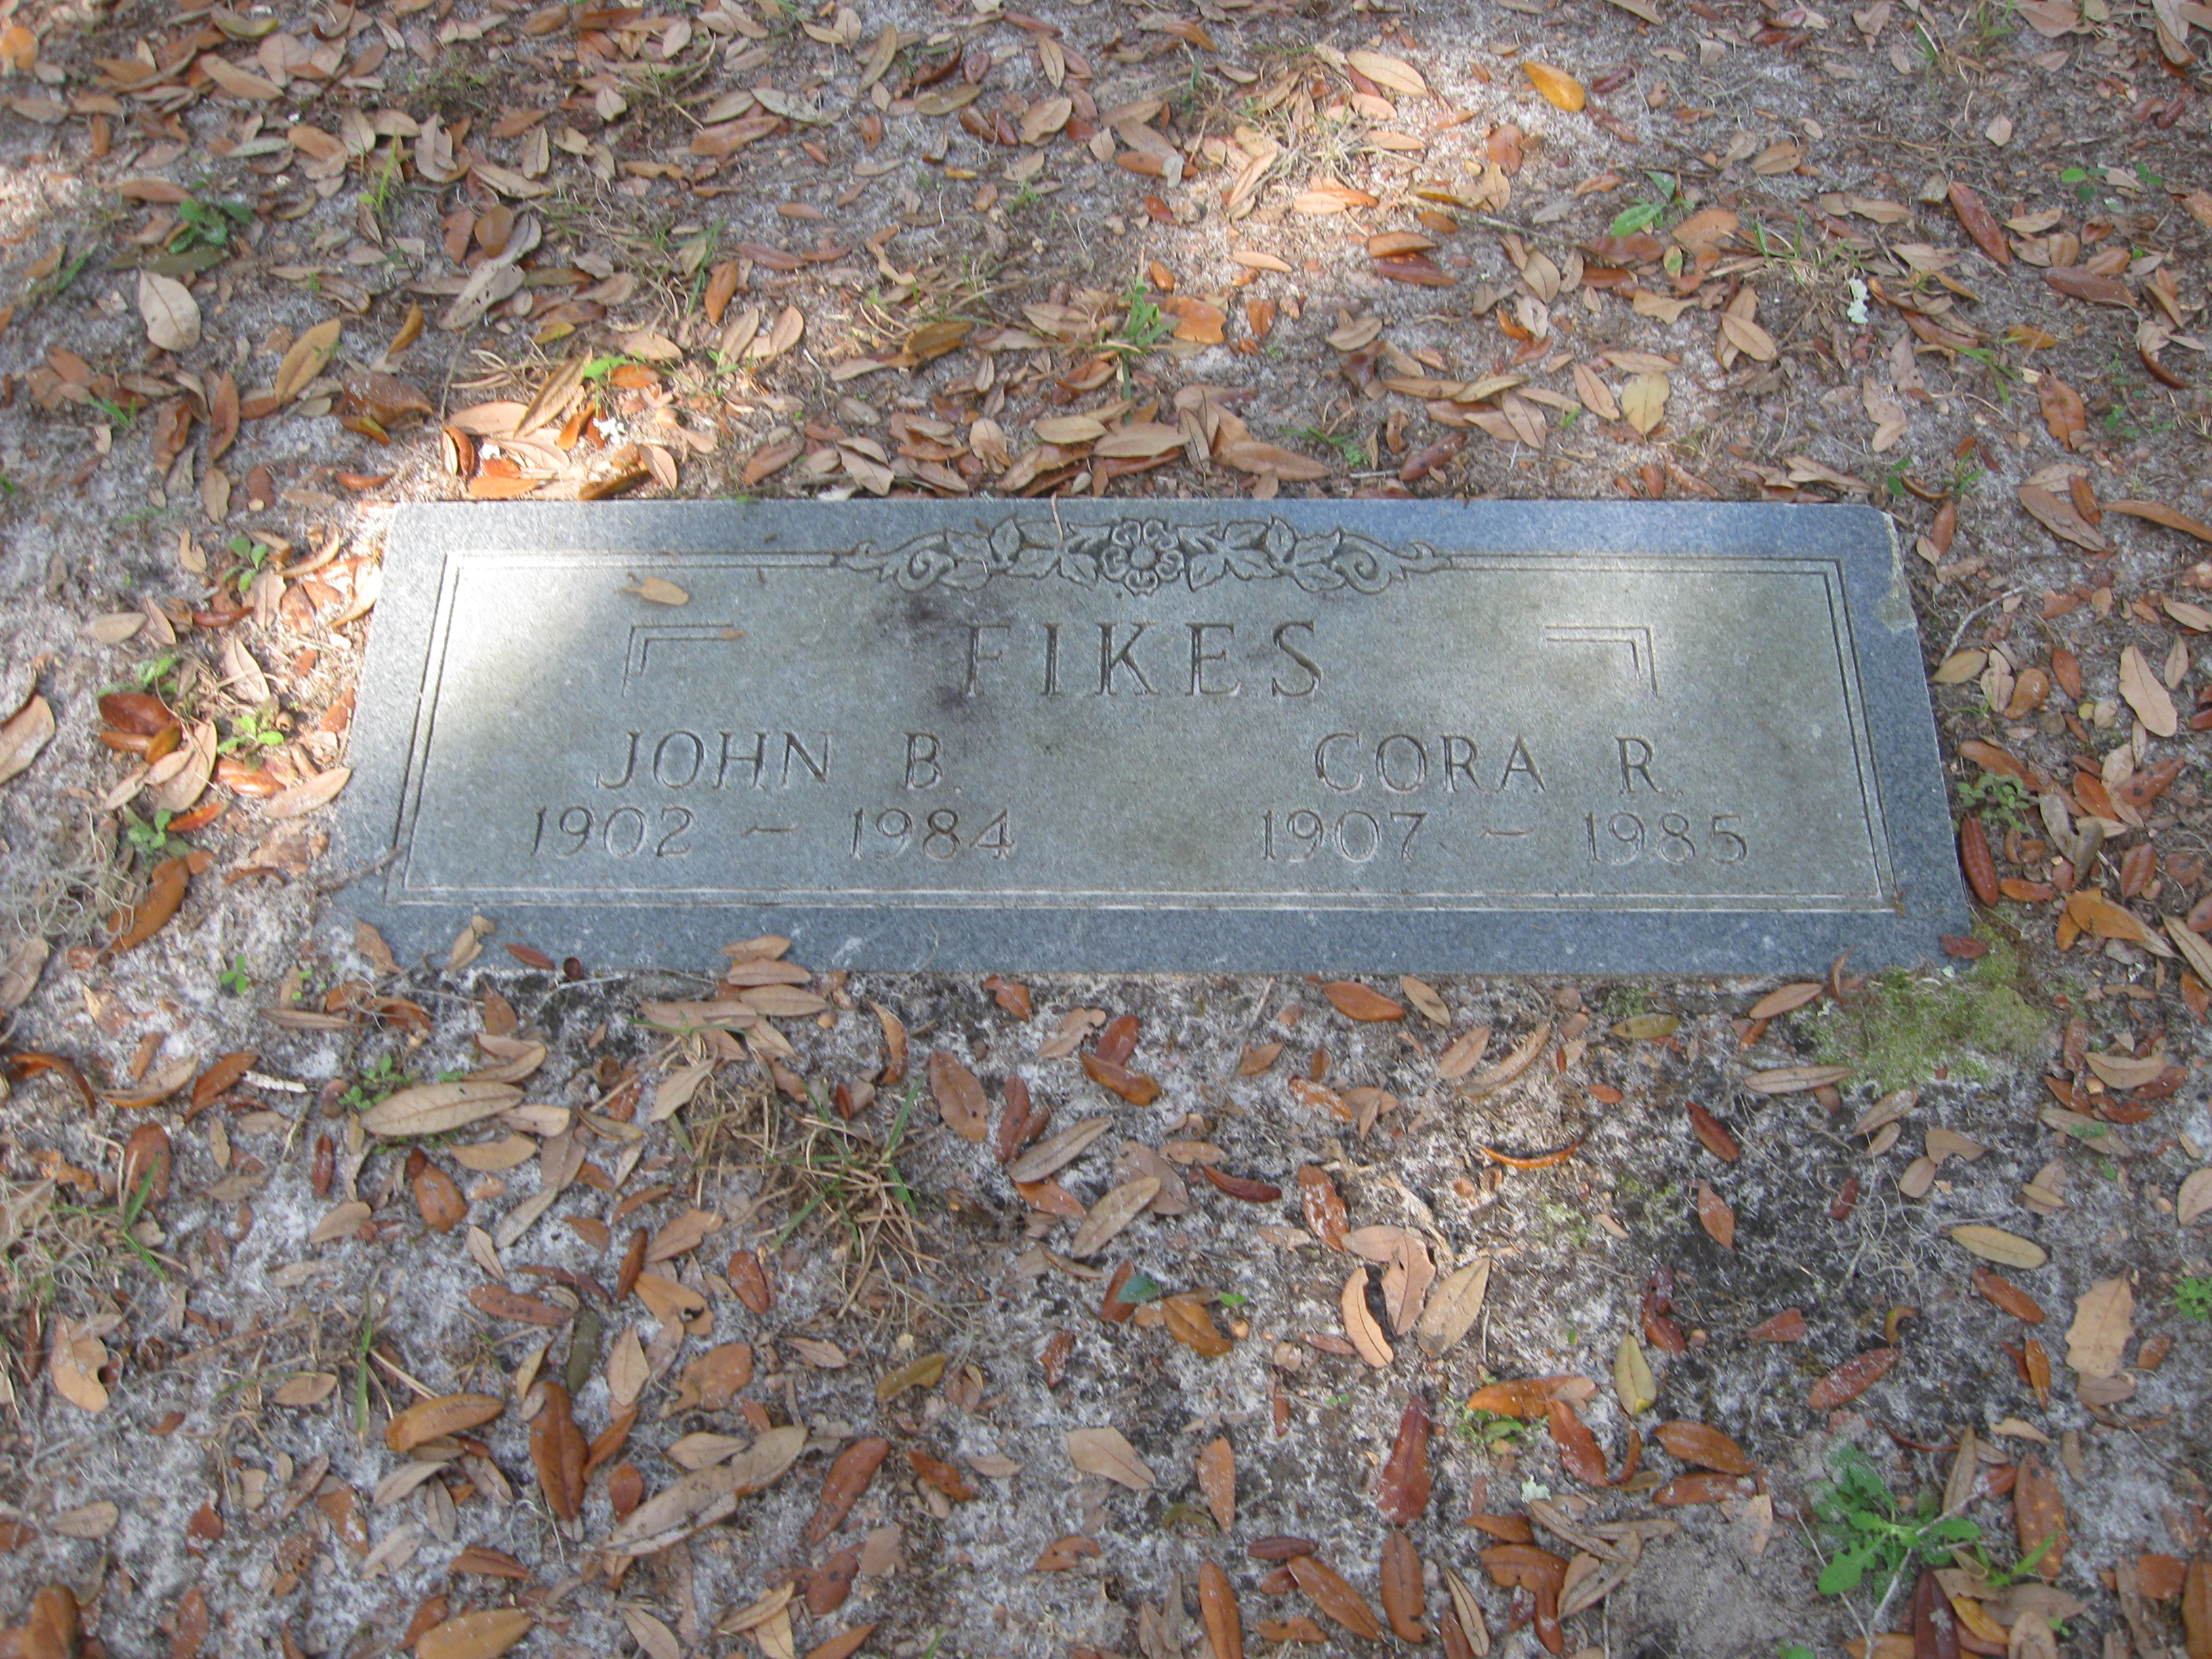 FIKES
JOHN B. CORA R.
1902 – 1984 1907 – 1985